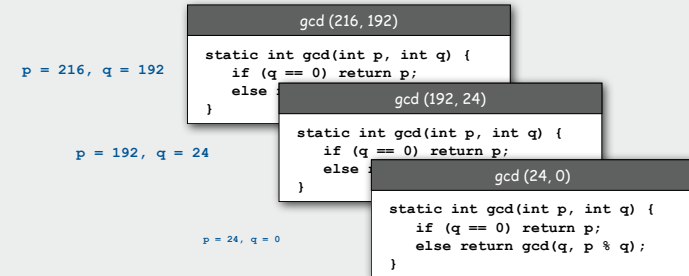 gcd (216, 192)
static int gcd(int p, int q) {
if (q == 0) return p;
else
}
p = 216, q = 192
gcd (192, 24)
static int gcd(int p, int q) {
if (q == 0) return p;
else
}
p = 192, q = 24
gcd (24, 0)
static int gcd(int p, int q) {
if (q == 0) return p;
else return gcd(q, p % q);
}
p = 24, q = 0